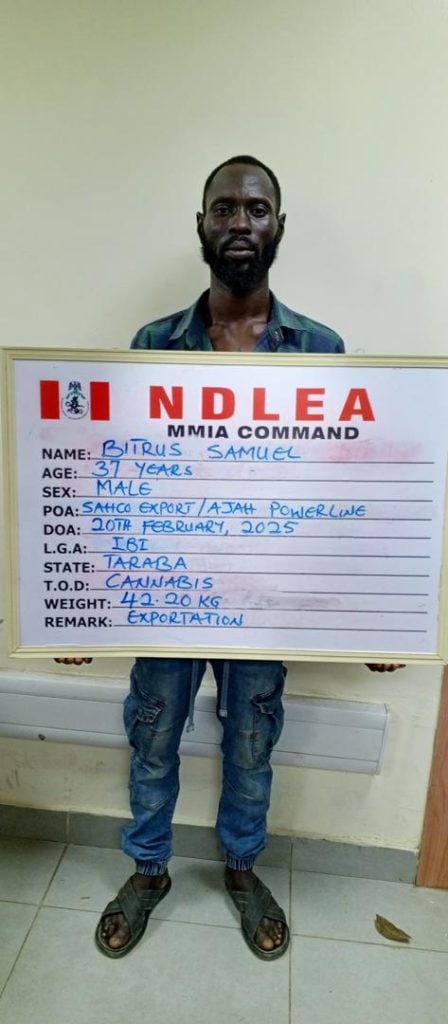 NDLEA
MMIA COMMAND
NAME: BITRUS SAMUEL
AGE: 37 YEARS
SEX: MALE
POA: SAHCO EXPORT/AJAH POWERLINE
DOA: 20TH FEBRUARY, 2025
L.G.A: IBI
STATE: TARABA
T.O.D: CANNABIS
WEIGHT: 42.20 KG
REMARK: EXPORTATION